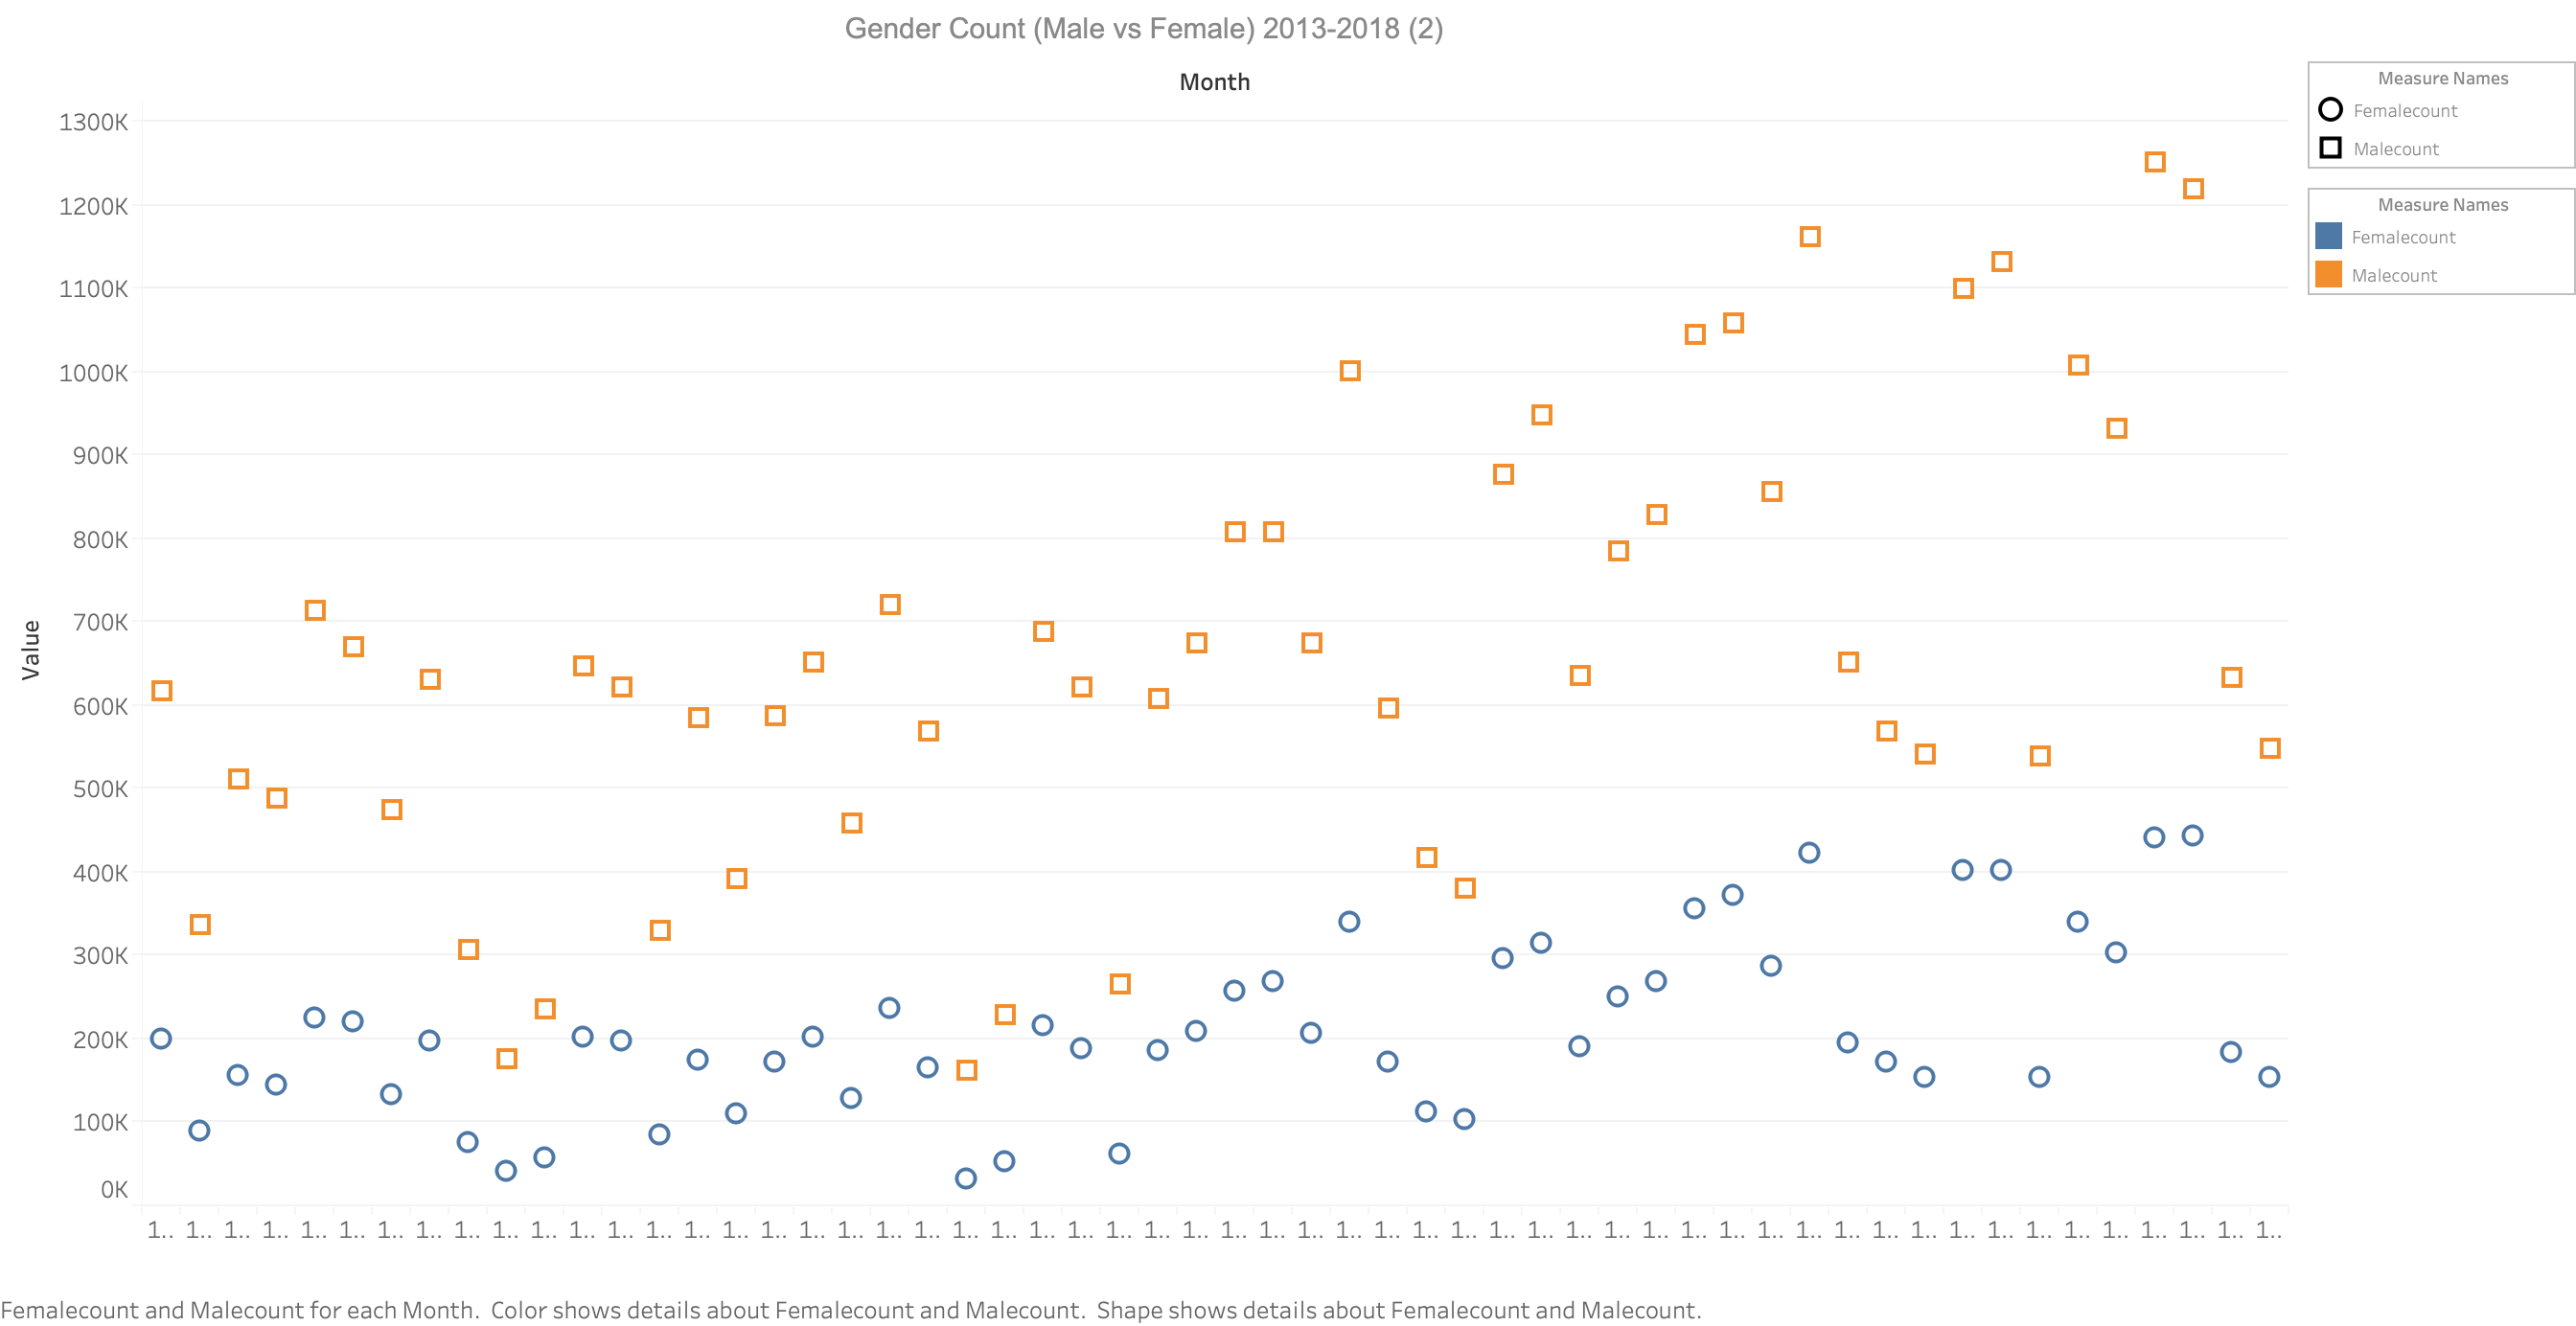 Gender Count (Male vs Female) 2013-2018 (2)
Month
Measure Names
Femalecount
Malecount
Measure Names
Femalecount
Malecount
Value
1300K
1200K
1100K
1000K
900K
800K
700K
600K
500K
400K
300K
200K
100K
0K
1.. 1.. 1.. 1.. 1.. 1.. 1.. 1.. 1.. 1.. 1.. 1.. 1.. 1.. 1.. 1.. 1.. 1.. 1.. 1.. 1.. 1.. 1.. 1.. 1.. 1.. 1.. 1.. 1.. 1.. 1.. 1.. 1.. 1.. 1.. 1.. 1.. 1.. 1.. 1.. 1.. 1.. 1.. 1.. 1.. 1.. 1.. 1.. 1.. 1.. 1.. 1.. 1.. 1.. 1.. 1..
Femalecount and Malecount for each Month.  Color shows details about Femalecount and Malecount.  Shape shows details about Femalecount and Malecount.